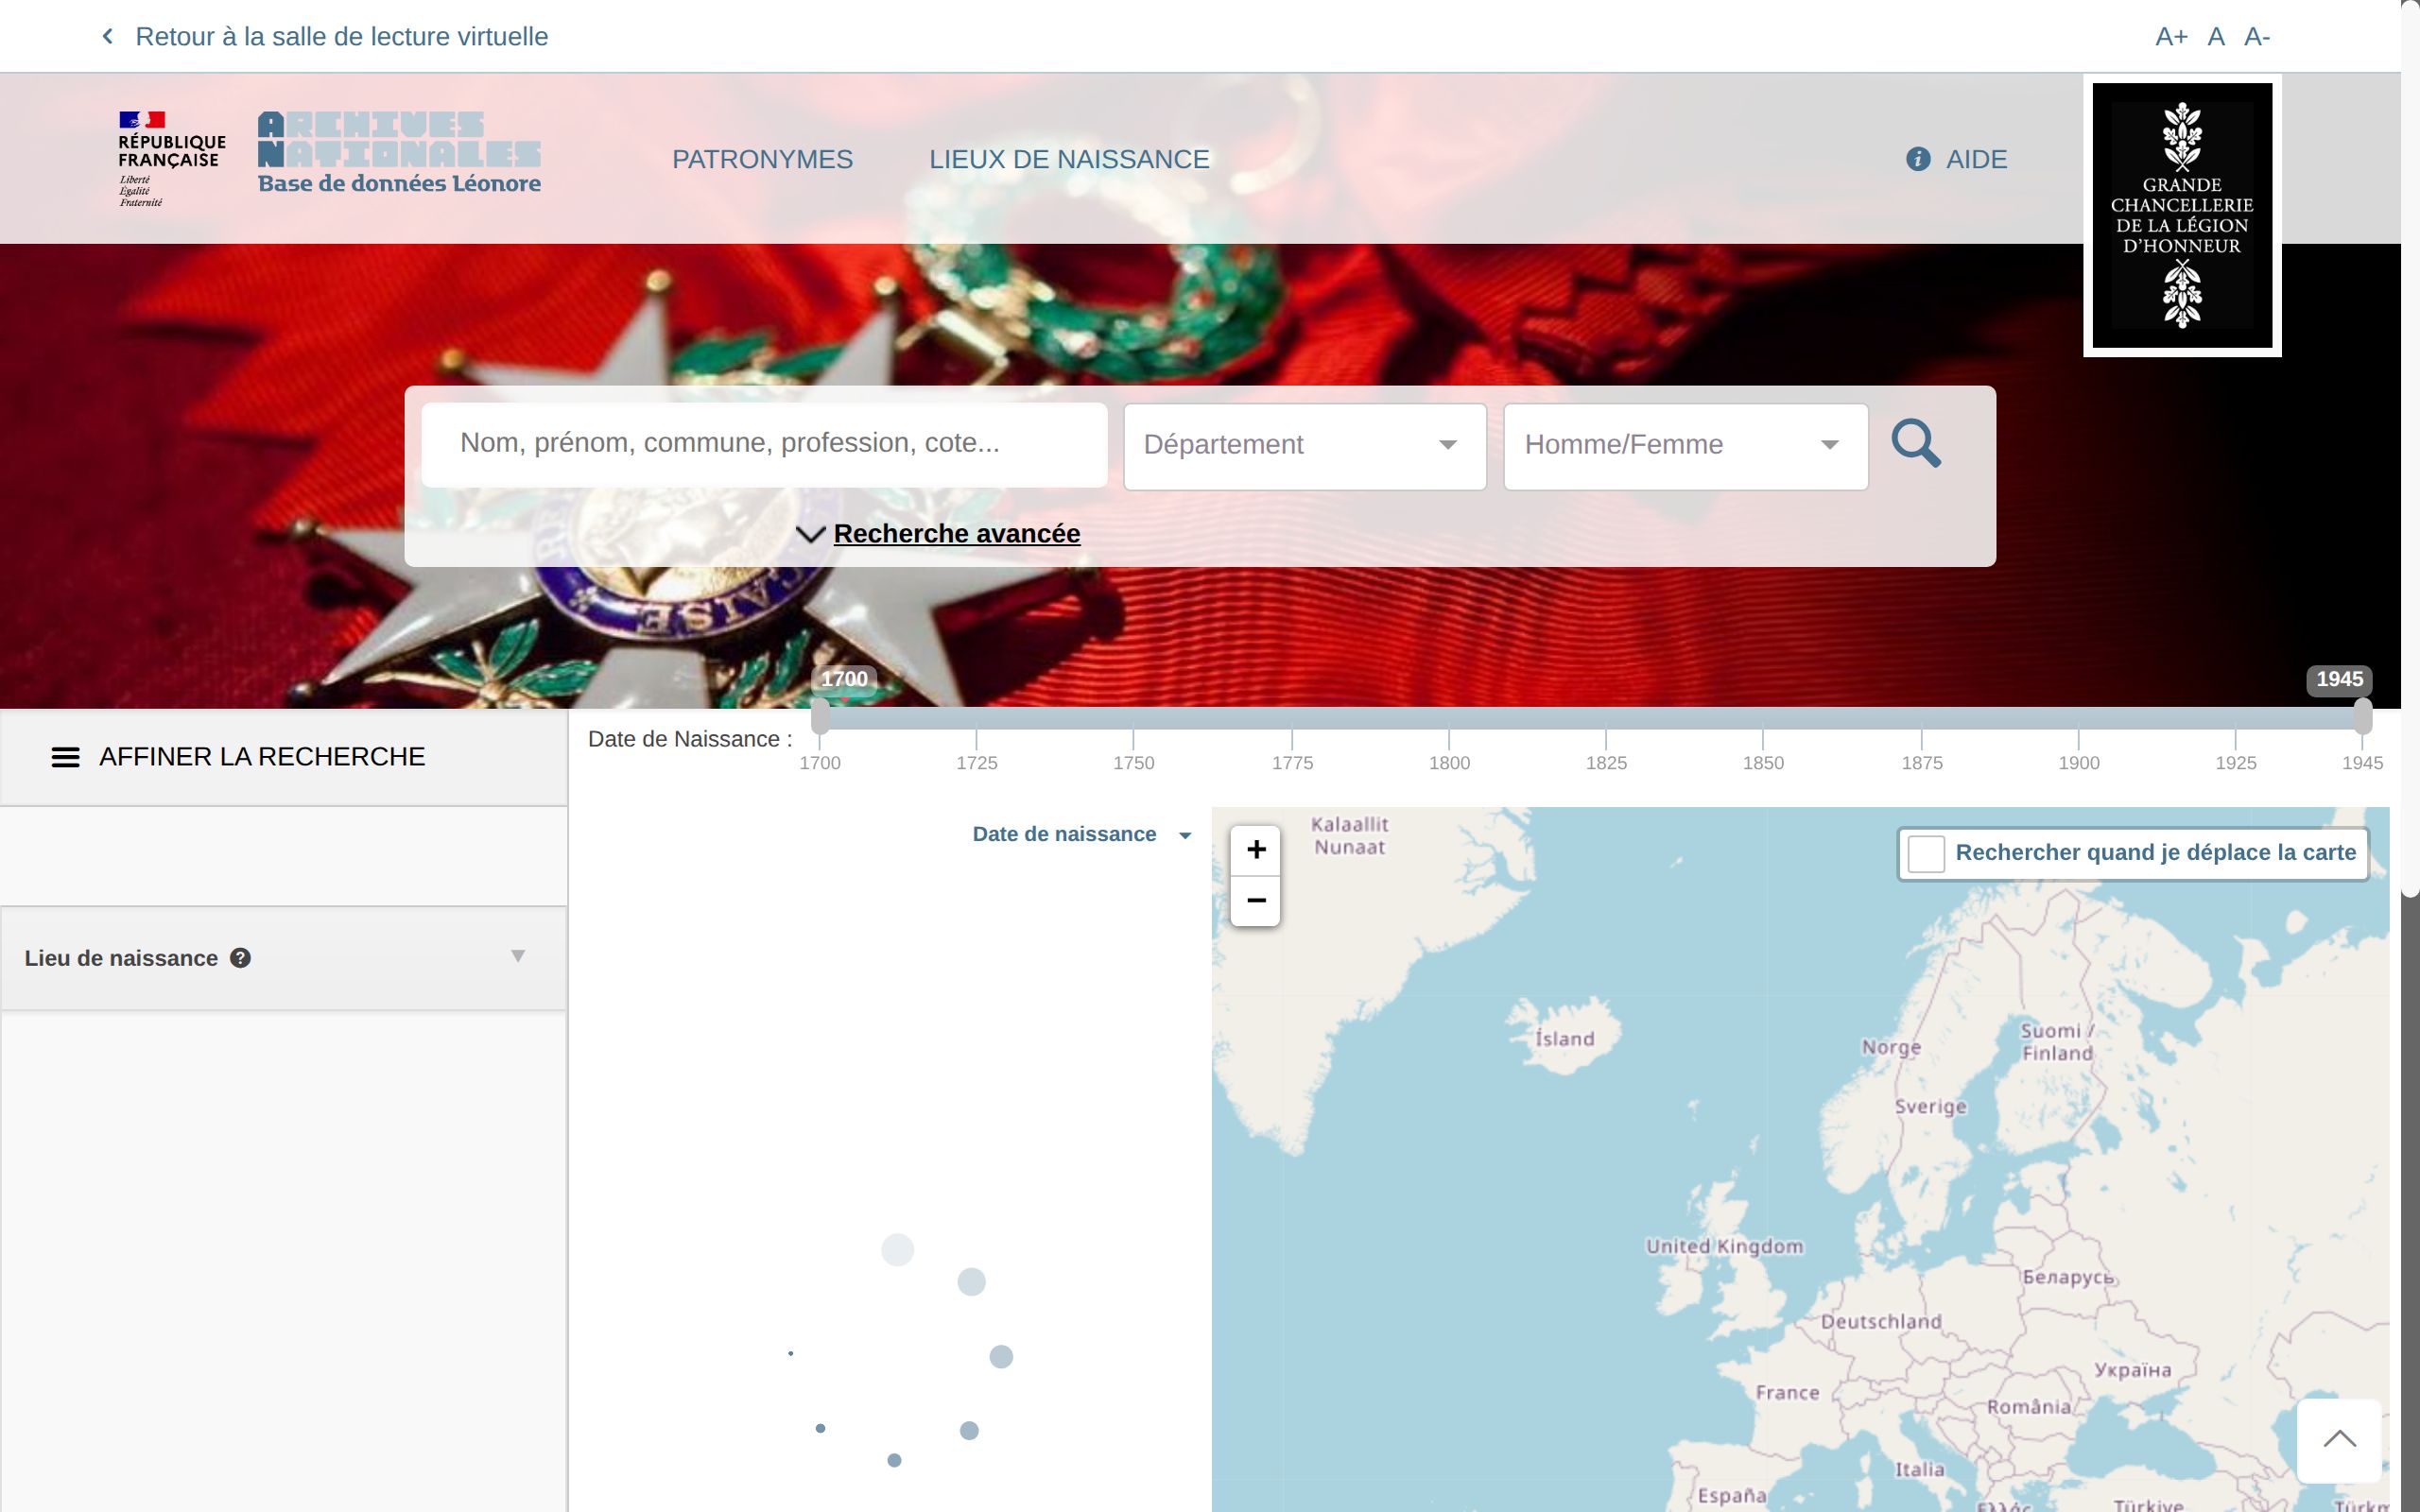 Retour à la salle de lecture virtuelle
A+ A A-
RÉPUBLIQUE
FRANÇAISE
Liberté
Égalité
Fraternité
ARCHIVES
NATIONALES
Base de données Léonore
PATRONYMES
LIEUX DE NAISSANCE
AIDE
GRANDE
CHANCELLERIE
DE LA LÉGION
D'HONNEUR
Nom, prénom, commune, profession, cote...
Département
Homme/Femme
Recherche avancée
1700
1945
AFFINER LA RECHERCHE
Date de Naissance :
1700 1725 1750 1775 1800 1825 1850 1875 1900 1925 1945
Date de naissance
Lieu de naissance
+
−
Rechercher quand je déplace la carte
Kalaallit
Nunaat
Ísland
Norge
Suomi /
Finland
Sverige
United Kingdom
Беларусь
Deutschland
Україна
France
România
Italia
España
Türkiye